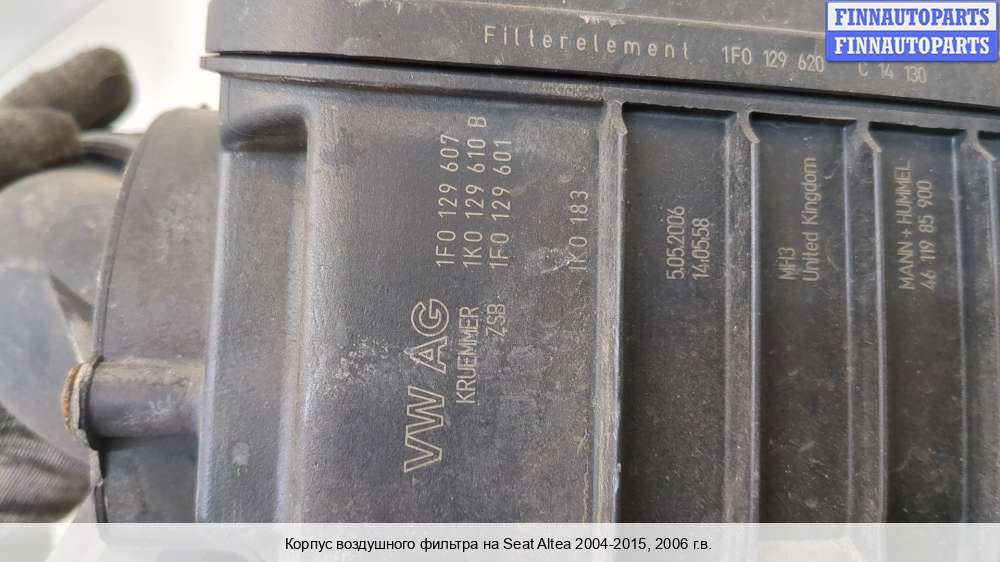 FINNAUTOPARTS
FINNAUTOPARTS
Filterelement 1F0 129 620 C 14 130
VW AG 1F0 129 607
KRUEMMER 1K0 129 610 B
ZSB 1F0 129 601
1K0 183
5.05.2006
14:05:58
MH3
United Kingdom
MANN+HUMMEL
46 119 85 900
Корпус воздушного фильтра на Seat Altea 2004-2015, 2006 г.в.